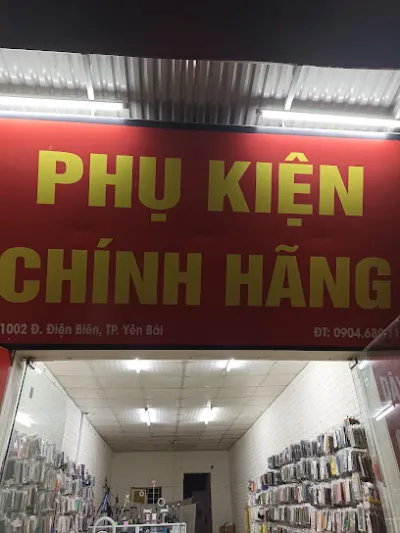 PHỤ KIỆN
CHÍNH HÃNG
1002 Đ. Điện Biên, TP. Yên Bái
ĐT: 0904.68